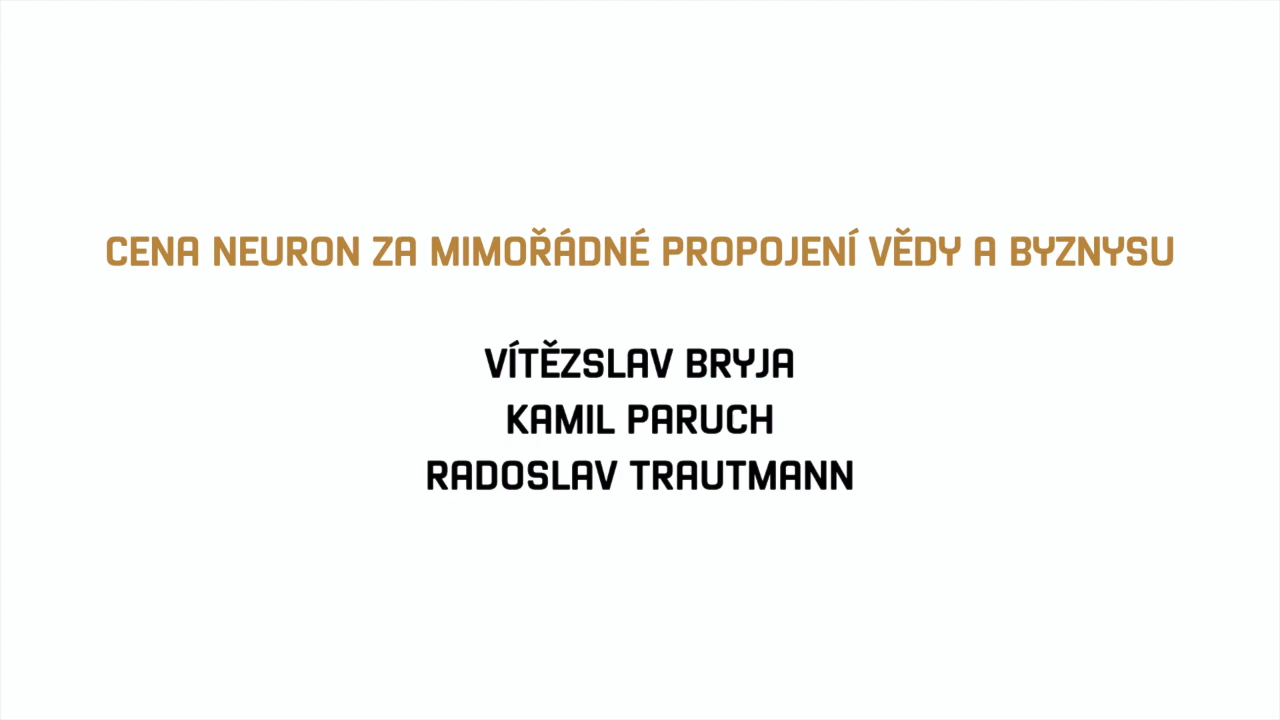 CENA NEURON ZA MIMOŘÁDNÉ PROPOJENÍ VĚDY A BYZNYSU
VÍTĚZSLAV BRYJA
KAMIL PARUCH
RADOSLAV TRAUTMANN